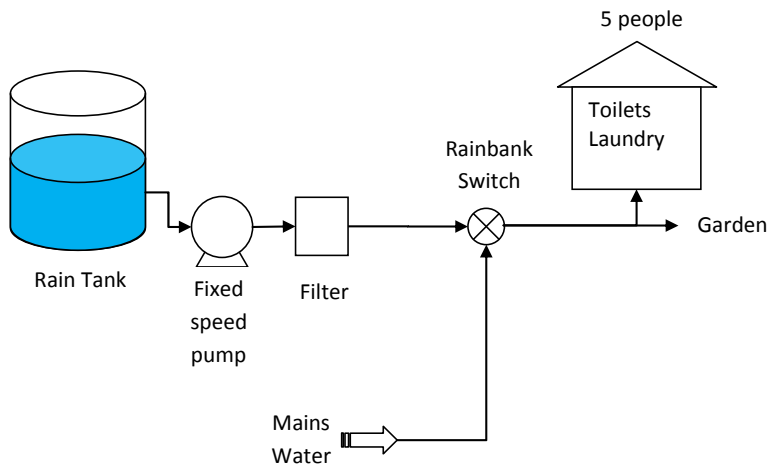 5 people
Toilets
Laundry
Rainbank
Switch
Garden
Rain Tank
Fixed
speed
pump
Filter
Mains
Water